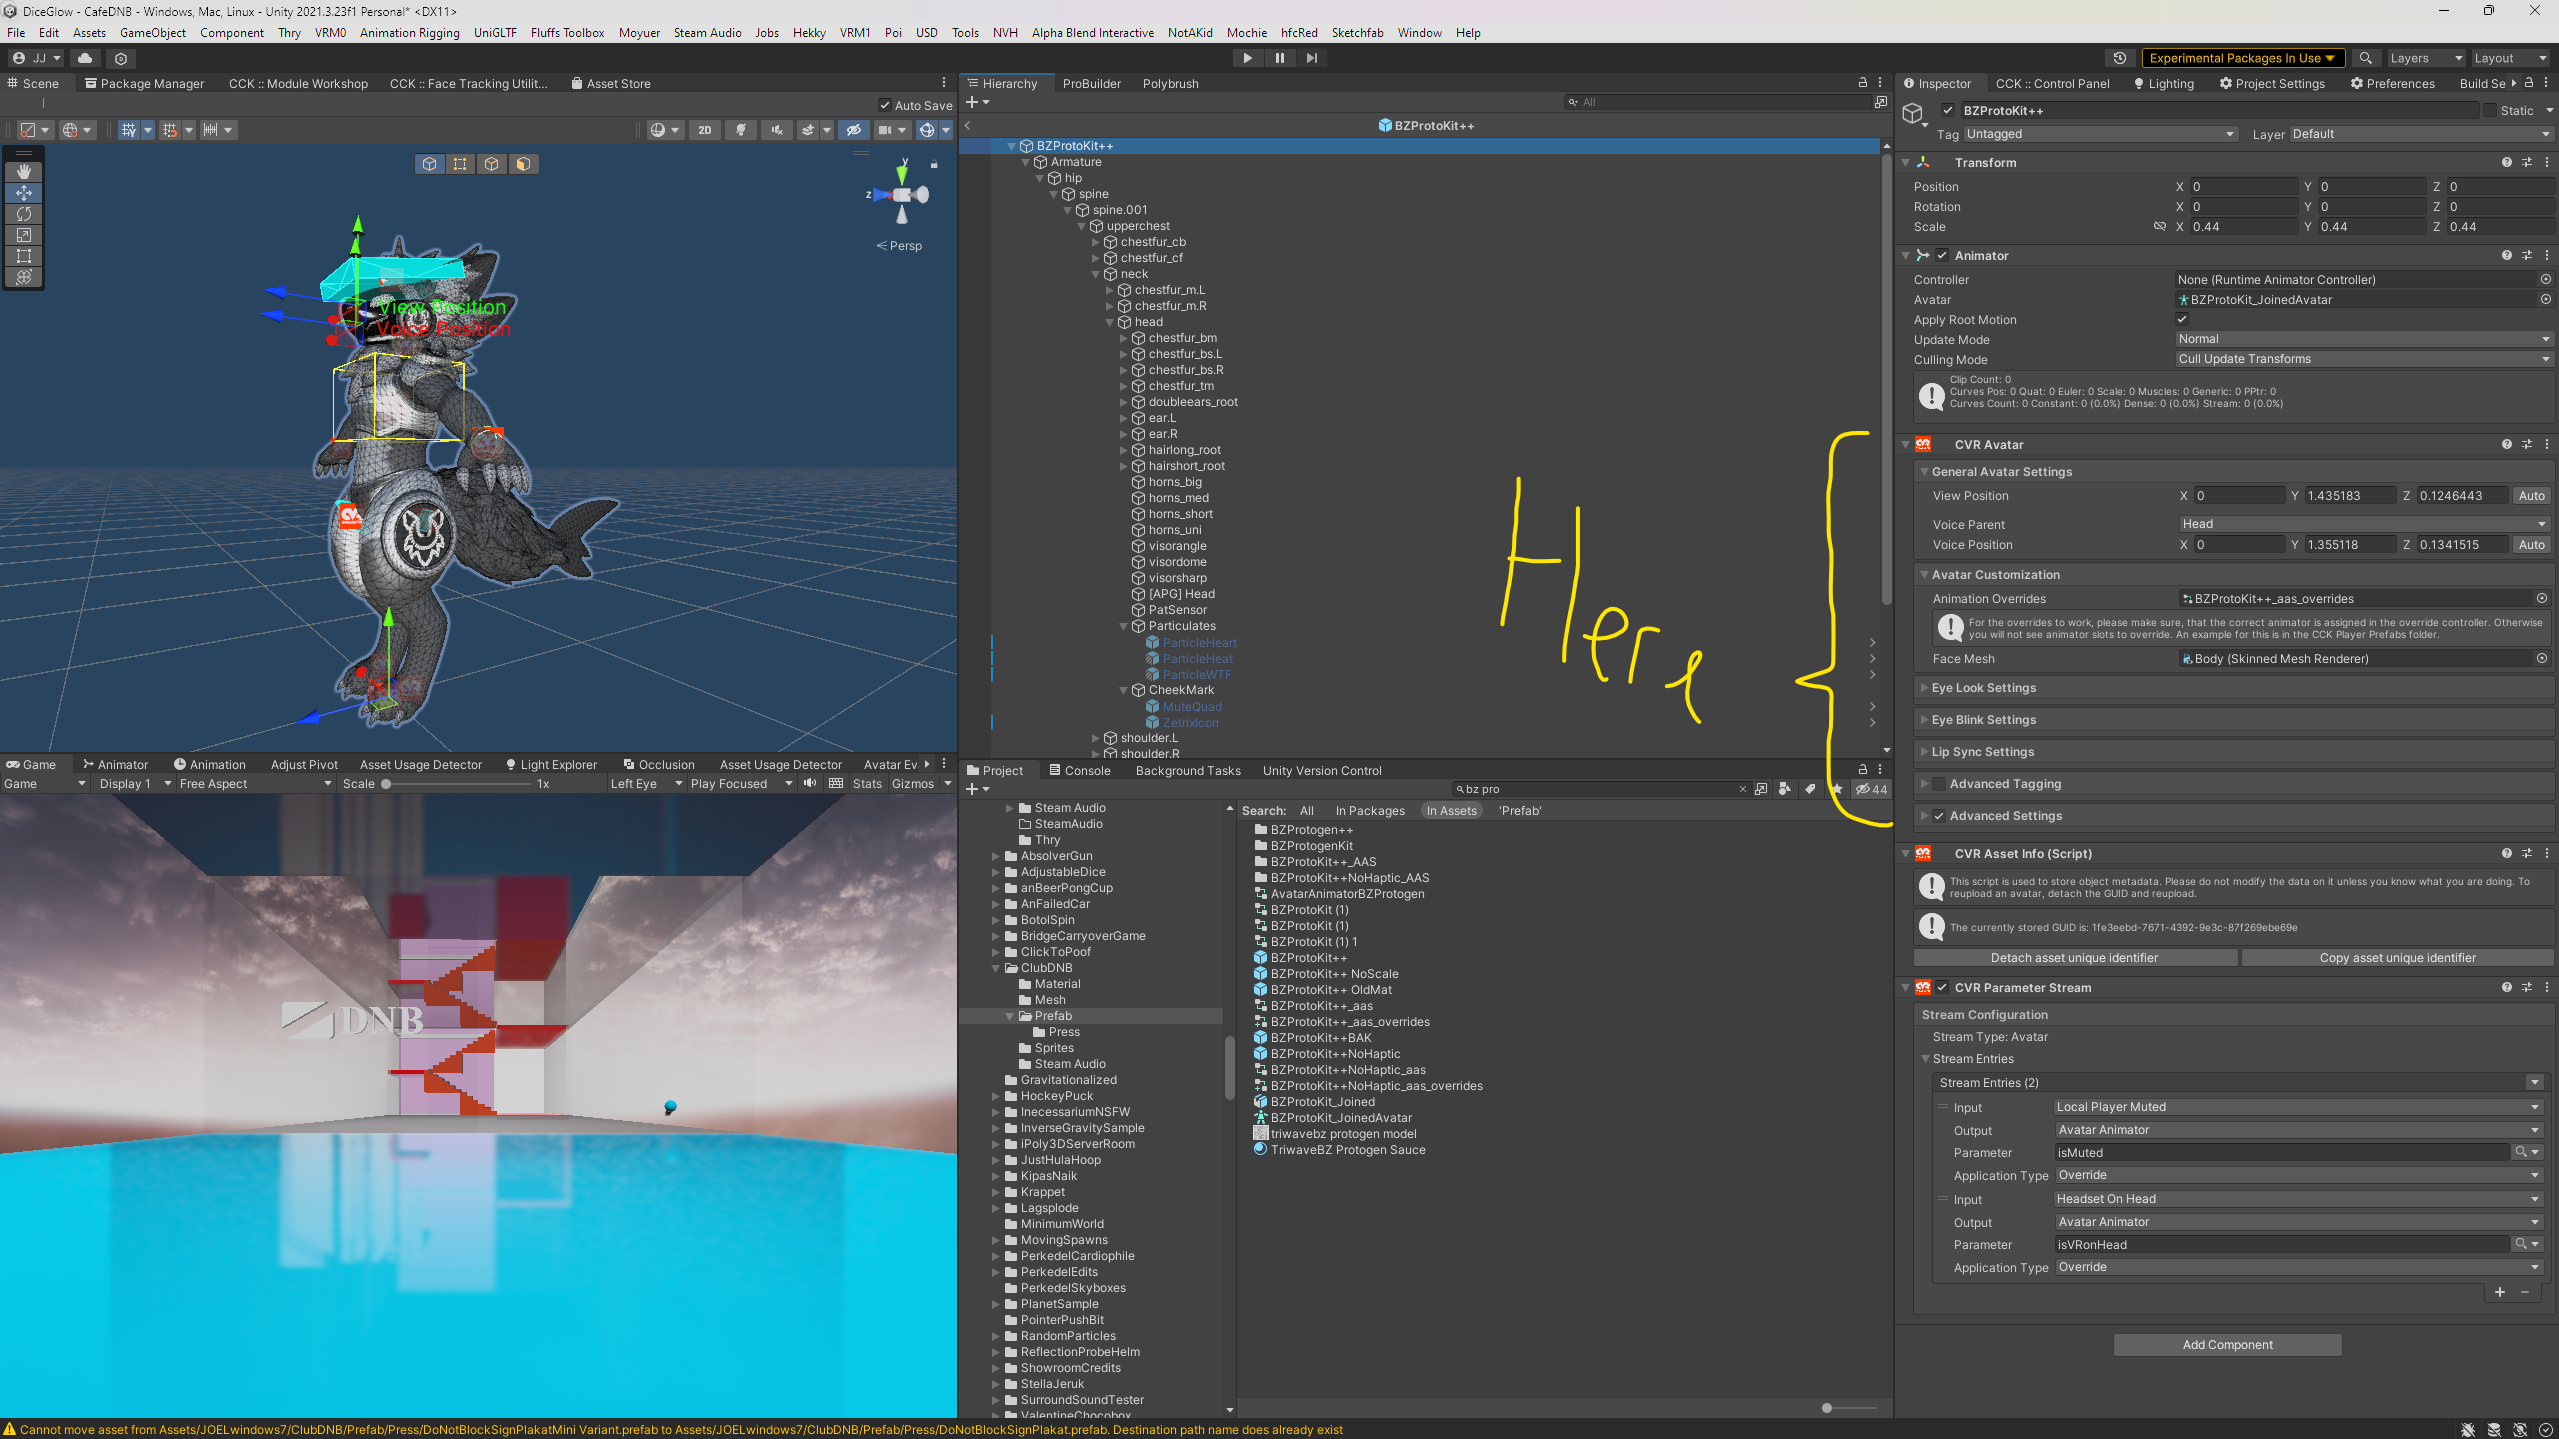 DiceGlow - CafeDNB - Windows, Mac, Linux - Unity 2021.3.23f1 Personal* <DX11>
File Edit Assets GameObject Component Thry VRM0 Animation Rigging UniGLTF Fluffs Toolbox Moyuer Steam Audio Jobs Hekky VRM1 Poi USD Tools NVH Alpha Blend Interactive NotAKid Mochie hfcRed Sketchfab Window Help
JJ Experimental Packages In Use Layers Layout
Scene Package Manager CCK :: Module Workshop CCK :: Face Tracking Utilit... Asset Store
Auto Save
2D
y
z
Persp
View Position
Voice Position
Game Animator Animation Adjust Pivot Asset Usage Detector Light Explorer Occlusion Asset Usage Detector Avatar Ev
Game Display 1 Free Aspect Scale 1x Left Eye Play Focused Stats Gizmos
DNB
Hierarchy ProBuilder Polybrush
All
BZProtoKit++
BZProtoKit++
Armature
hip
spine
spine.001
upperchest
chestfur_cb
chestfur_cf
neck
chestfur_m.L
chestfur_m.R
head
chestfur_bm
chestfur_bs.L
chestfur_bs.R
chestfur_tm
doubleears_root
ear.L
ear.R
hairlong_root
hairshort_root
horns_big
horns_med
horns_short
horns_uni
visorangle
visordome
visorsharp
[APG] Head
PatSensor
Particulates
ParticleHeart
ParticleHeat
ParticleWTF
CheekMark
MuteQuad
ZetrixIcon
shoulder.L
shoulder.R
Here
Project Console Background Tasks Unity Version Control
bz pro
44
Steam Audio
SteamAudio
Thry
AbsolverGun
AdjustableDice
anBeerPongCup
AnFailedCar
BotolSpin
BridgeCarryoverGame
ClickToPoof
ClubDNB
Material
Mesh
Prefab
Press
Sprites
Steam Audio
Gravitationalized
HockeyPuck
InecessariumNSFW
InverseGravitySample
iPoly3DServerRoom
JustHulaHoop
KipasNaik
Krappet
Lagsplode
MinimumWorld
MovingSpawns
PerkedelCardiophile
PerkedelEdits
PerkedelSkyboxes
PlanetSample
PointerPushBit
RandomParticles
ReflectionProbeHelm
ShowroomCredits
StellaJeruk
SurroundSoundTester
ValentineChocobox
Search: All In Packages In Assets 'Prefab'
BZProtogen++
BZProtogenKit
BZProtoKit++_AAS
BZProtoKit++NoHaptic_AAS
AvatarAnimatorBZProtogen
BZProtoKit (1)
BZProtoKit (1)
BZProtoKit (1) 1
BZProtoKit++
BZProtoKit++ NoScale
BZProtoKit++ OldMat
BZProtoKit++_aas
BZProtoKit++_aas_overrides
BZProtoKit++BAK
BZProtoKit++NoHaptic
BZProtoKit++NoHaptic_aas
BZProtoKit++NoHaptic_aas_overrides
BZProtoKit_Joined
BZProtoKit_JoinedAvatar
triwavebz protogen model
TriwaveBZ Protogen Sauce
Inspector CCK :: Control Panel Lighting Project Settings Preferences Build Se
BZProtoKit++ Static
Tag Untagged Layer Default
Transform
Position X 0 Y 0 Z 0
Rotation X 0 Y 0 Z 0
Scale X 0.44 Y 0.44 Z 0.44
Animator
Controller None (Runtime Animator Controller)
Avatar BZProtoKit_JoinedAvatar
Apply Root Motion
Update Mode Normal
Culling Mode Cull Update Transforms
Clip Count: 0
Curves Pos: 0 Quat: 0 Euler: 0 Scale: 0 Muscles: 0 Generic: 0 PPtr: 0
Curves Count: 0 Constant: 0 (0.0%) Dense: 0 (0.0%) Stream: 0 (0.0%)
CVR Avatar
General Avatar Settings
View Position X 0 Y 1.435183 Z 0.1246443 Auto
Voice Parent Head
Voice Position X 0 Y 1.355118 Z 0.1341515 Auto
Avatar Customization
Animation Overrides BZProtoKit++_aas_overrides
For the overrides to work, please make sure, that the correct animator is assigned in the override controller. Otherwise
you will not see animator slots to override. An example for this is in the CCK Player Prefabs folder.
Face Mesh Body (Skinned Mesh Renderer)
Eye Look Settings
Eye Blink Settings
Lip Sync Settings
Advanced Tagging
Advanced Settings
CVR Asset Info (Script)
This script is used to store object metadata. Please do not modify the data on it unless you know what you are doing. To
reupload an avatar, detach the GUID and reupload.
The currently stored GUID is: 1fe3eebd-7671-4392-9e3c-87f269ebe69e
Detach asset unique identifier Copy asset unique identifier
CVR Parameter Stream
Stream Configuration
Stream Type: Avatar
Stream Entries
Stream Entries (2)
Input Local Player Muted
Output Avatar Animator
Parameter isMuted
Application Type Override
Input Headset On Head
Output Avatar Animator
Parameter isVRonHead
Application Type Override
Add Component
Cannot move asset from Assets/JOELwindows7/ClubDNB/Prefab/Press/DoNotBlockSignPlakatMini Variant.prefab to Assets/JOELwindows7/ClubDNB/Prefab/Press/DoNotBlockSignPlakat.prefab. Destination path name does already exist